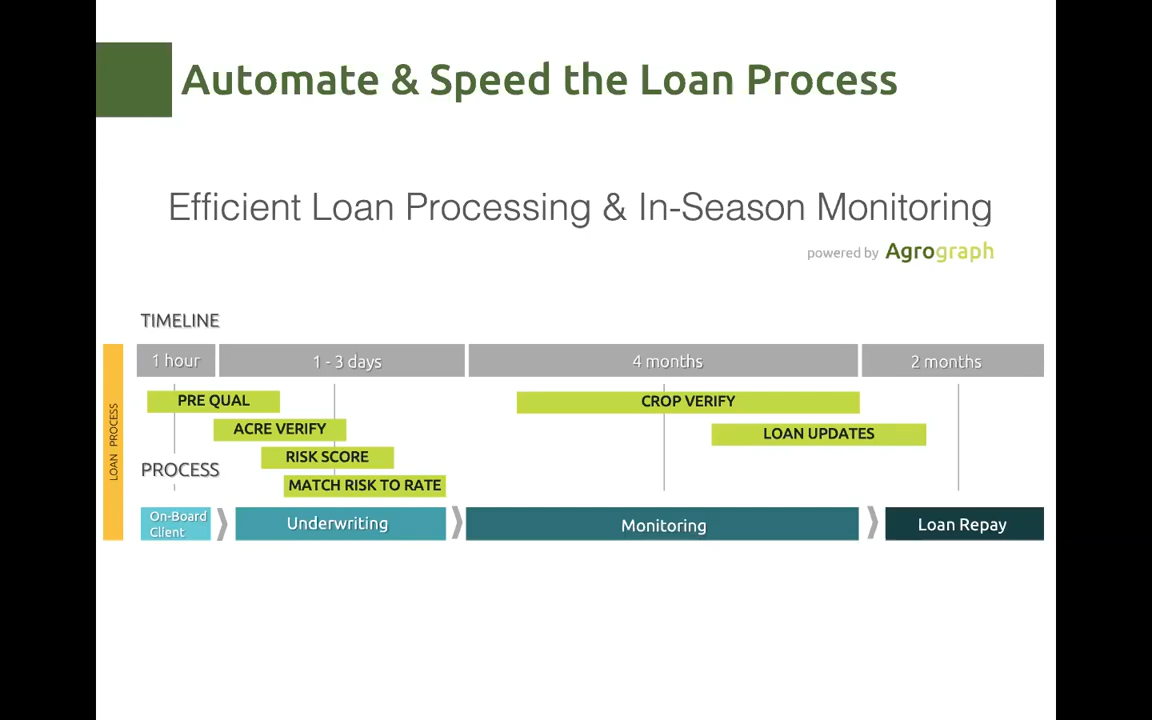 Automate & Speed the Loan Process
Efficient Loan Processing & In-Season Monitoring
powered by Agrograph
TIMELINE
1 hour
1 - 3 days
4 months
2 months
LOAN PROCESS
PRE QUAL
CROP VERIFY
ACRE VERIFY
LOAN UPDATES
RISK SCORE
PROCESS
MATCH RISK TO RATE
On-Board
Client
Underwriting
Monitoring
Loan Repay